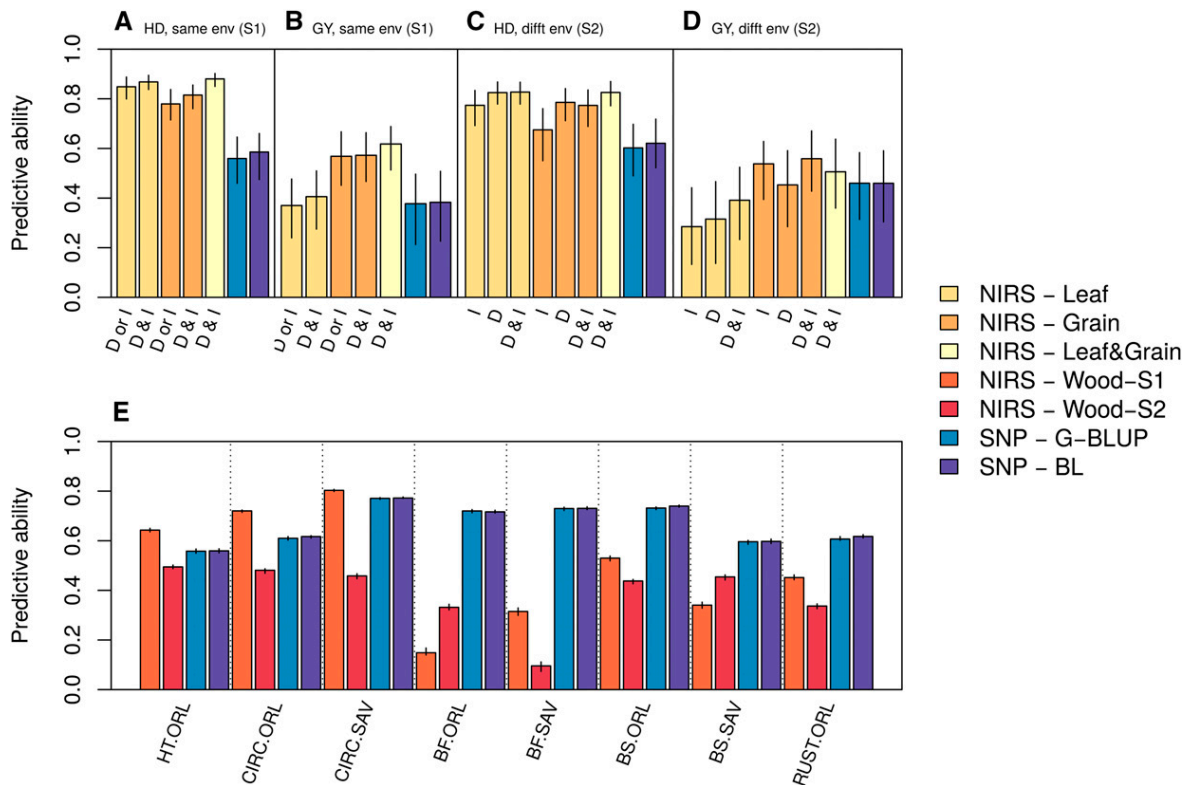 A HD, same env (S1)
B GY, same env (S1)
C HD, difft env (S2)
D GY, difft env (S2)
Predictive ability
1.0
0.8
0.6
0.4
0.2
0.0
D or I
D & I
D or I
D & I
D & I
D or I
D & I
D or I
D & I
D & I
I
D
D & I
I
D
D & I
D & I
I
D
D & I
I
D
D & I
D & I
NIRS − Leaf
NIRS − Grain
NIRS − Leaf&Grain
NIRS − Wood−S1
NIRS − Wood−S2
SNP − G−BLUP
SNP − BL
E
Predictive ability
1.0
0.8
0.6
0.4
0.2
0.0
HT.ORL
CIRC.ORL
CIRC.SAV
BF.ORL
BF.SAV
BS.ORL
BS.SAV
RUST.ORL